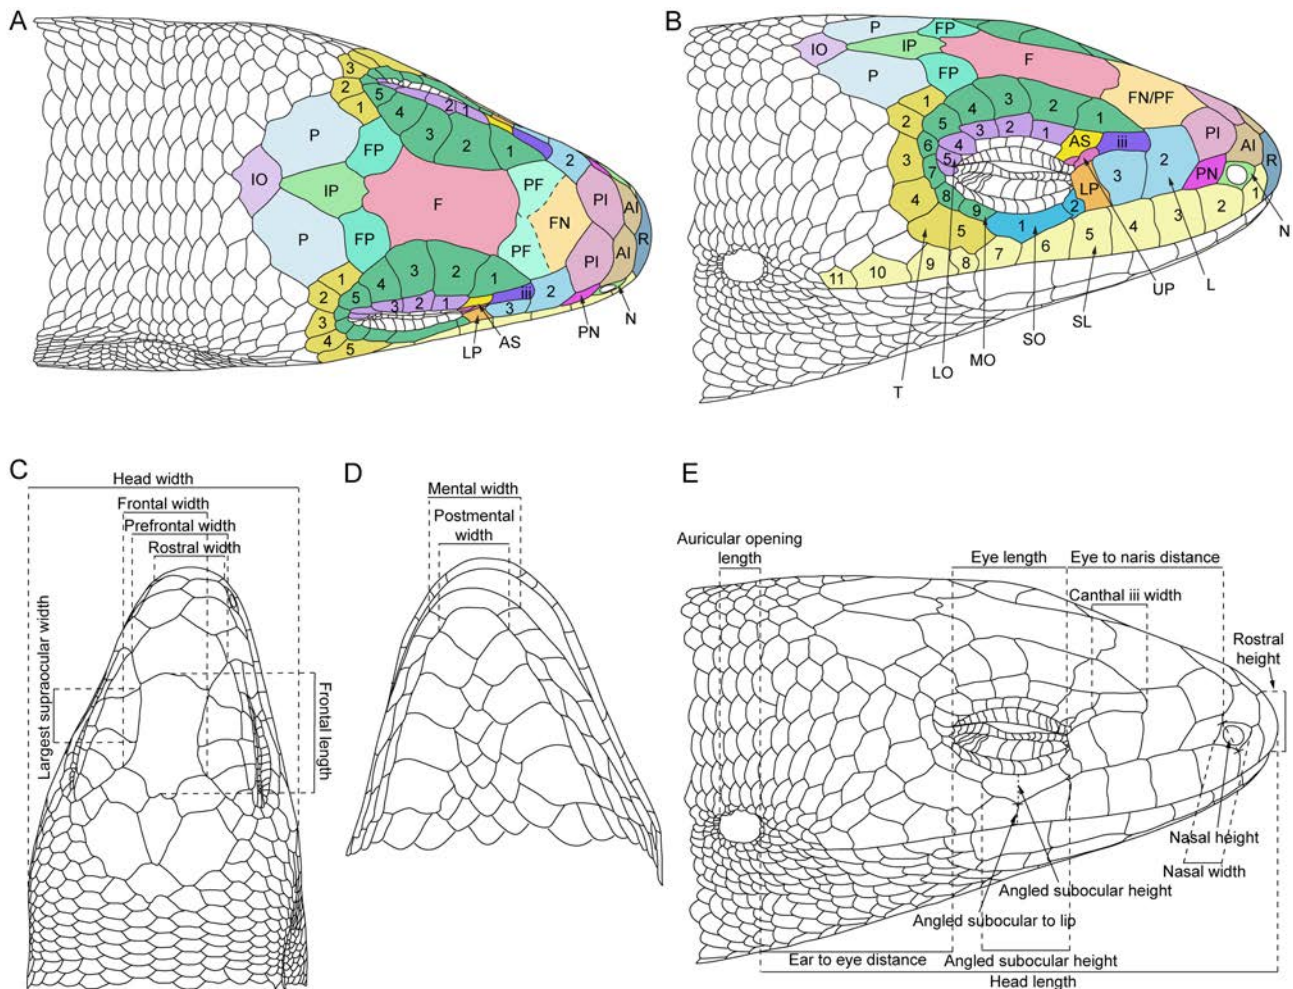 A
3
2
1
5
4
3
2
1
2
1
2
P
FP
IO
IP
F
PF
FN
PF
PI
AI
R
AI
PI
P
FP
1
2
3
4
5
5
4
3
2
1
3
2
1
iii
3
2
LP
AS
PN
N
B
P
FP
IO
IP
F
P
FP
FN/PF
PI
AI
R
1
2
3
4
5
5
4
3
2
1
6
7
8
9
3
2
1
4
5
AS
iii
2
3
LP
PN
1
2
11
10
9
8
7
6
5
4
3
2
1
N
L
UP
SL
SO
MO
LO
T
C
Head width
Frontal width
Prefrontal width
Rostral width
Largest supraocular width
Frontal length
D
Mental width
Postmental
width
E
Auricular opening
length
Eye length
Eye to naris distance
Canthal iii width
Rostral
height
Nasal height
Nasal width
Angled subocular height
Angled subocular to lip
Ear to eye distance
Angled subocular height
Head length